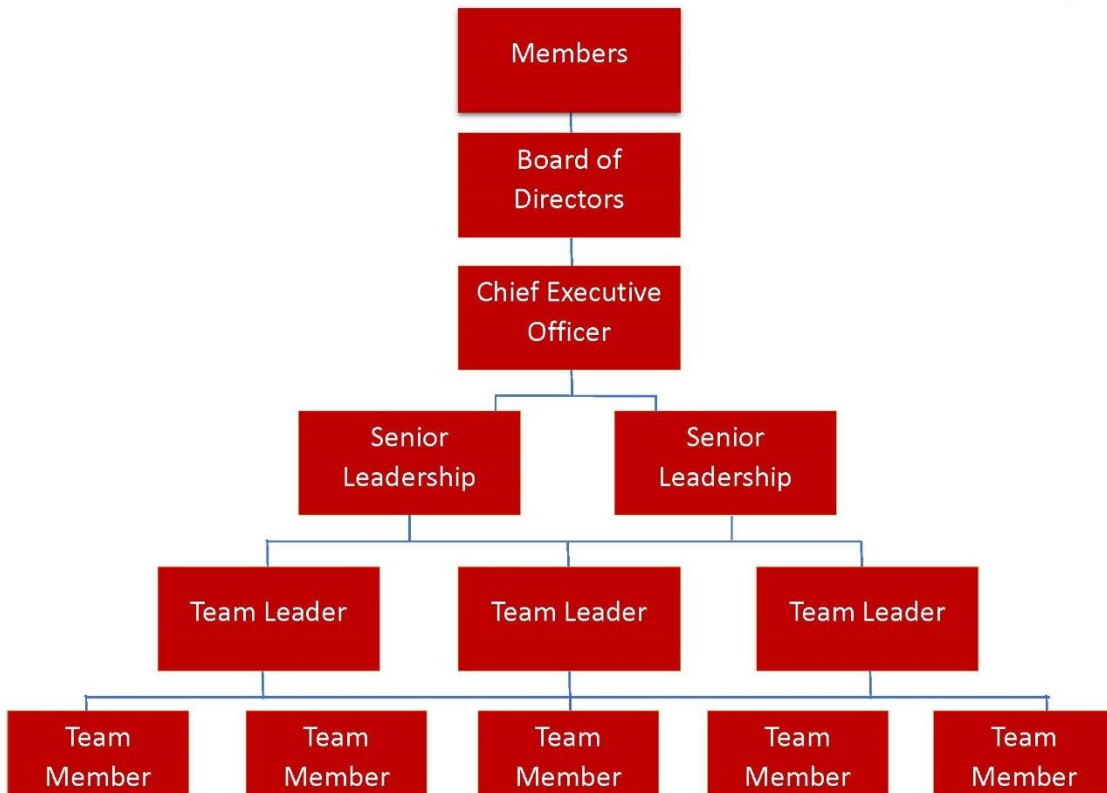 Members
Board of
Directors
Chief Executive
Officer
Senior
Leadership
Senior
Leadership
Team Leader
Team Leader
Team Leader
Team
Member
Team
Member
Team
Member
Team
Member
Team
Member